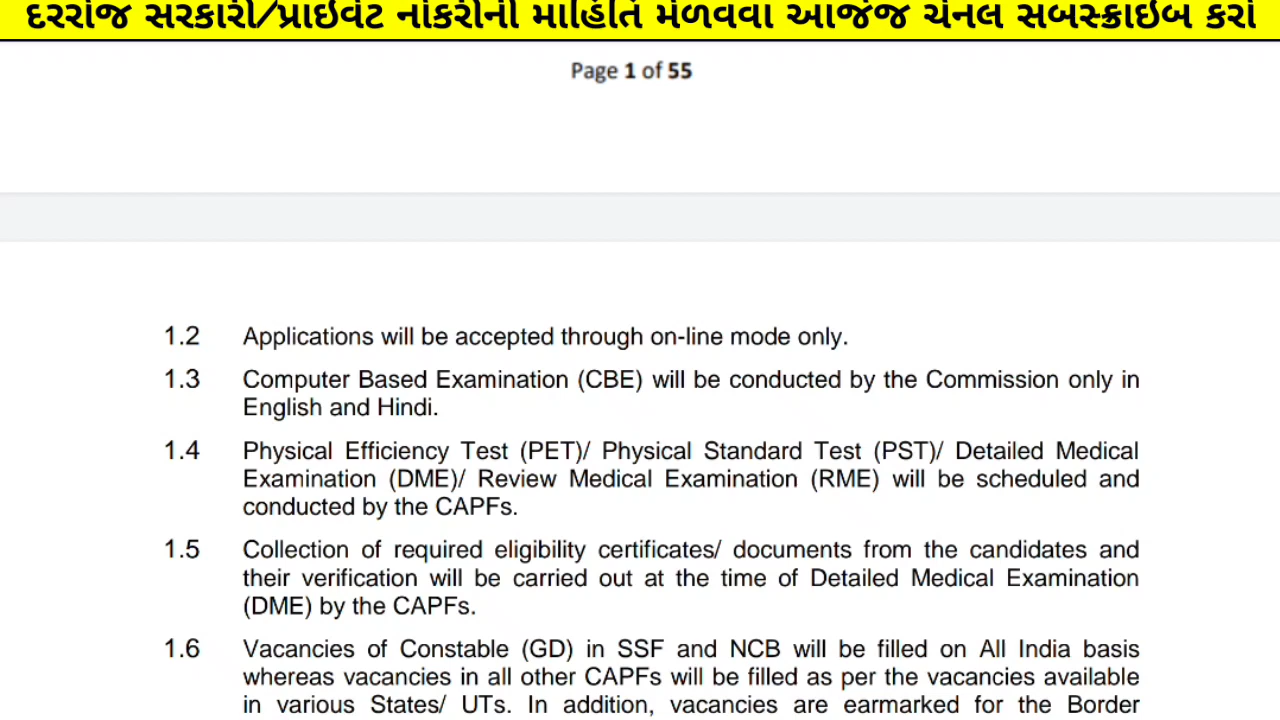 દરરોજ સરકારી/પ્રાઇવેટ નોકરીની માહિતિ મેળવવા આજેજ ચેનલ સબસ્ક્રાઇબ કરો
Page 1 of 55
1.2 Applications will be accepted through on-line mode only.
1.3 Computer Based Examination (CBE) will be conducted by the Commission only in
English and Hindi.
1.4 Physical Efficiency Test (PET)/ Physical Standard Test (PST)/ Detailed Medical
Examination (DME)/ Review Medical Examination (RME) will be scheduled and
conducted by the CAPFs.
1.5 Collection of required eligibility certificates/ documents from the candidates and
their verification will be carried out at the time of Detailed Medical Examination
(DME) by the CAPFs.
1.6 Vacancies of Constable (GD) in SSF and NCB will be filled on All India basis
whereas vacancies in all other CAPFs will be filled as per the vacancies available
in various States/ UTs. In addition, vacancies are earmarked for the Border